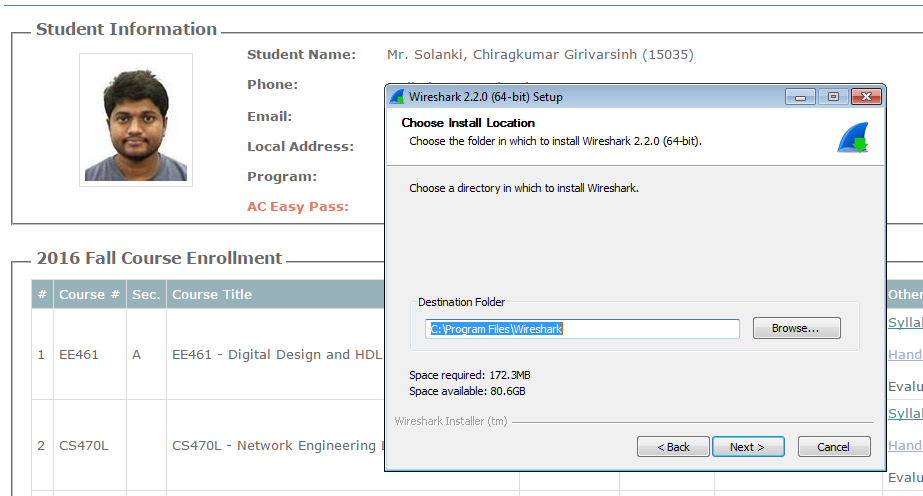 Student Information
Student Name: Mr. Solanki, Chiragkumar Girivarsinh (15035)
Phone:
Email:
Local Address:
Program:
AC Easy Pass:
Wireshark 2.2.0 (64-bit) Setup
Choose Install Location
Choose the folder in which to install Wireshark 2.2.0 (64-bit).
Choose a directory in which to install Wireshark.
Destination Folder
C:\Program Files\Wireshark
Browse...
Space required: 172.3MB
Space available: 80.6GB
Wireshark Installer (tm)
< Back Next > Cancel
2016 Fall Course Enrollment
# Course # Sec. Course Title Other
1 EE461 A EE461 - Digital Design and HDL
Syllab
Hand
Evalu
2 CS470L CS470L - Network Engineering
Syllab
Hand
Evalu